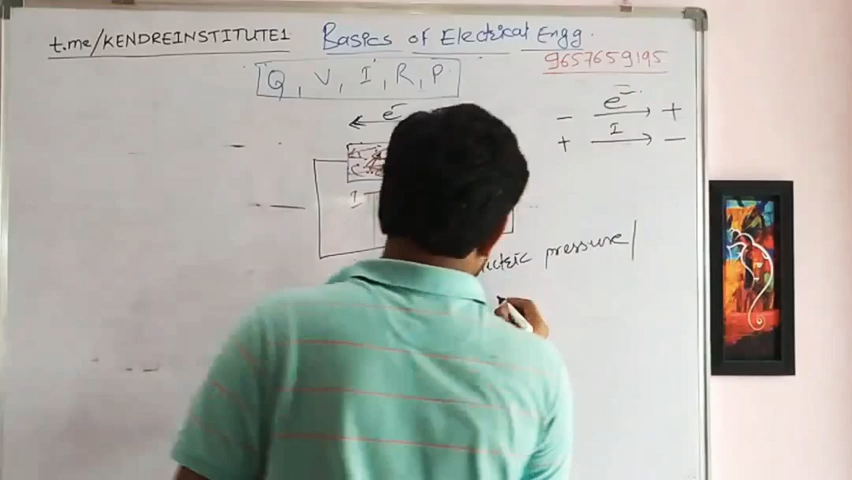 t.me/KENDREINSTITUTE1 Basics of Electrical Engg.
9657659195
Q, V, I, R, P
e⁻
- e⁻ +
+ I -
I
pressure/